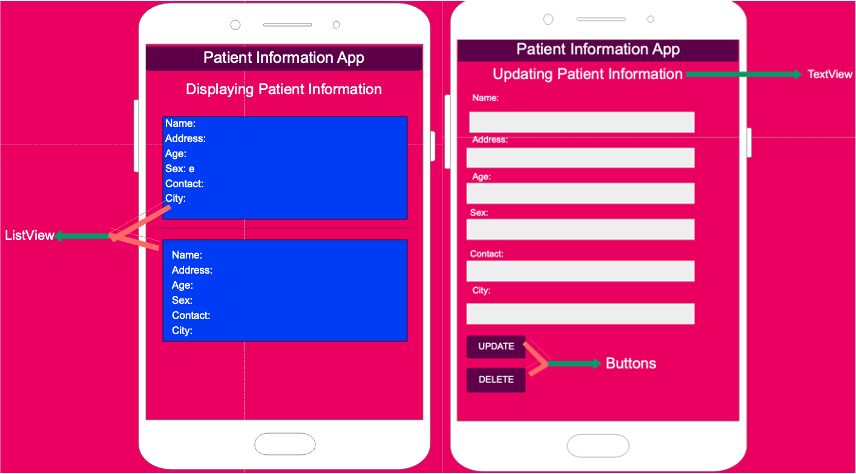 Patient Information App
Displaying Patient Information
Name:
Address:
Age:
Sex: e
Contact:
City:
ListView
Name:
Address:
Age:
Sex:
Contact:
City:
Patient Information App
Updating Patient Information
TextView
Name:
Address:
Age:
Sex:
Contact:
City:
UPDATE
Buttons
DELETE